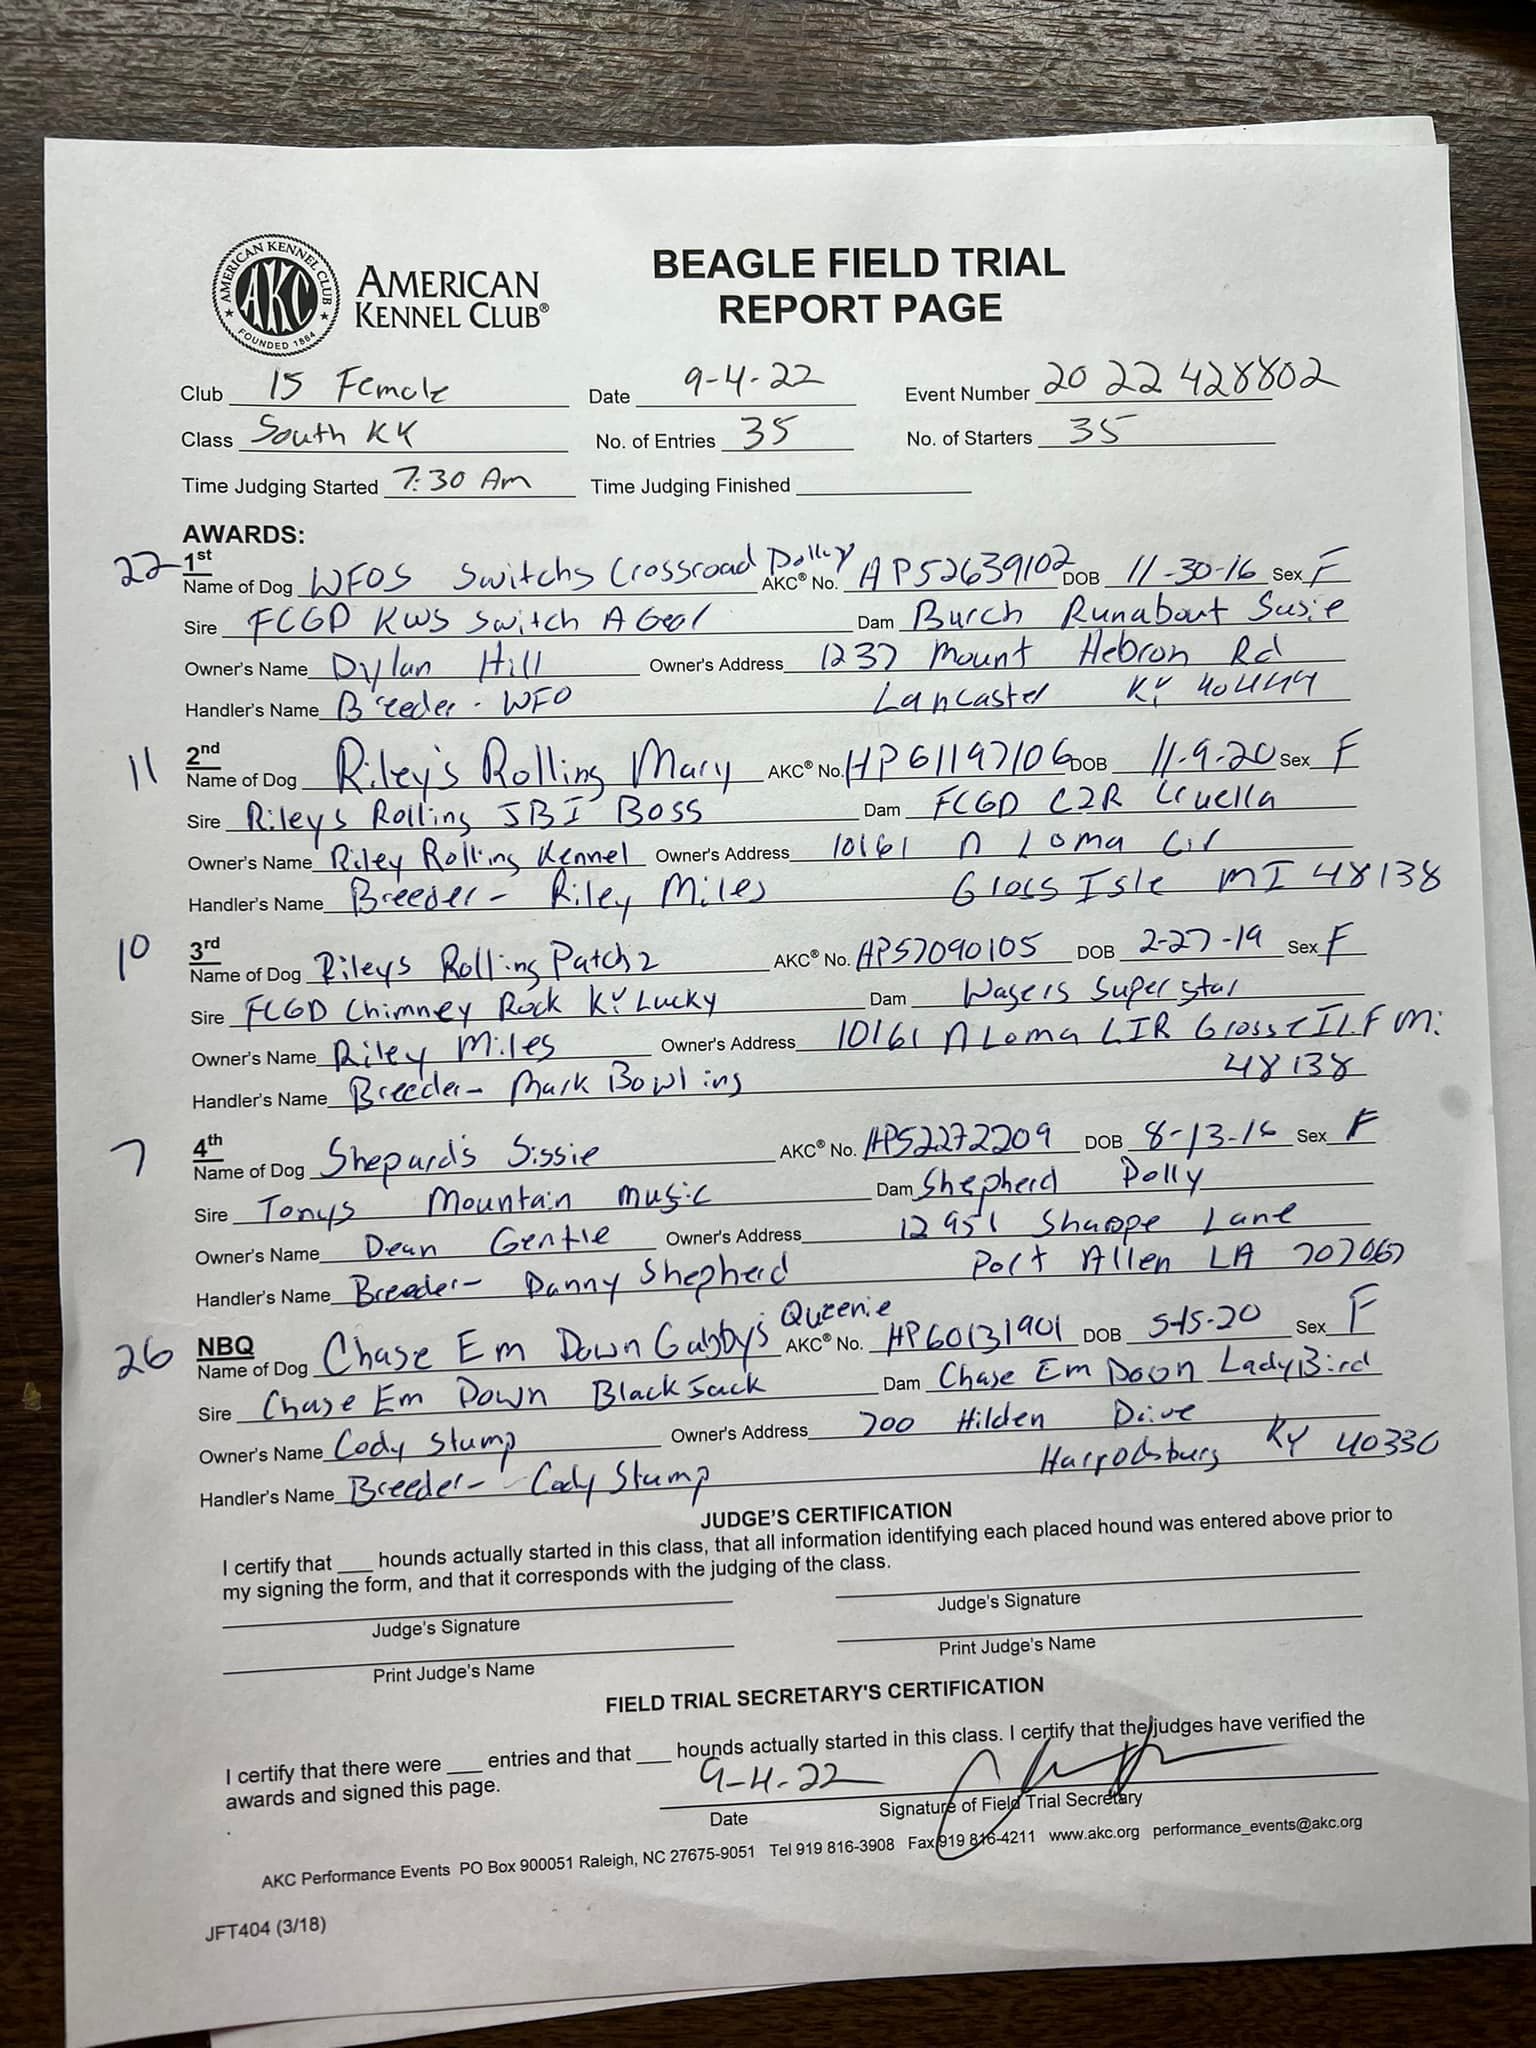 AMERICAN KENNEL CLUB
AKC
FOUNDED 1884
AMERICAN
KENNEL CLUB®
BEAGLE FIELD TRIAL
REPORT PAGE
Club 15 Female Date 9-4-22 Event Number 20 22 428802
Class South KY No. of Entries 35 No. of Starters 35
Time Judging Started 7:30 Am Time Judging Finished
AWARDS:
22 1st
Name of Dog WFOS Switchs Crossroad Dolly AKC® No. HP52639102 DOB 11-30-16 Sex F
Sire FCGD KWS Switch A Dam Burch Runabout Susie
Owner's Name Dylan Hill Owner's Address 1237 Mount Hebron Rd
Handler's Name Breeder - WFO Lancaster KY 40444
11 2nd
Name of Dog Riley's Rolling Mary AKC® No. HP61197106 DOB 11-9-20 Sex F
Sire Rileys Rolling JBI Boss Dam FCGD C2R Cruella
Owner's Name Riley Rolling Kennel Owner's Address 10161 N Loma Cir
Handler's Name Breeder - Riley Miles Gross Isle MI 48138
10 3rd
Name of Dog Rileys Rolling Patch 2 AKC® No. HP57090105 DOB 2-27-19 Sex F
Sire FCGD Chimney Rock KY Lucky Dam Wagers Superstar
Owner's Name Riley Miles Owner's Address 10161 N Loma CIR Grosse Mi.
Handler's Name Breeder - Mark Bowling 48138
7 4th
Name of Dog Shepard's Sissie AKC® No. HP52272209 DOB 8-13-16 Sex F
Sire Tonys Mountain Music Dam Shepherd Polly
Owner's Name Dean Gentle Owner's Address 12951 Sharpe Lane
Handler's Name Breeder - Danny Shepherd Port Allen LA
26 NBQ
Name of Dog Chase Em Down Gabby's Queenie AKC® No. HP60131901 DOB 5-15-20 Sex F
Sire Chase Em Down Black Jack Dam Chase Em Down LadyBird
Owner's Name Cody Stump Owner's Address 200 Hilden Drive
Handler's Name Breeder - Cody Stump Harrodsburg KY 40330
JUDGE'S CERTIFICATION
I certify that ___ hounds actually started in this class, that all information identifying each placed hound was entered above prior to
my signing the form, and that it corresponds with the judging of the class.
Judge's Signature Judge's Signature
Print Judge's Name Print Judge's Name
FIELD TRIAL SECRETARY'S CERTIFICATION
I certify that there were ___ entries and that ___ hounds actually started in this class. I certify that the judges have verified the
awards and signed this page.
9-4-22
Date Signature of Field Trial Secretary
AKC Performance Events PO Box 900051 Raleigh, NC 27675-9051 Tel 919 816-3908 Fax 919 816-4211 www.akc.org performance_events@akc.org
JFT404 (3/18)